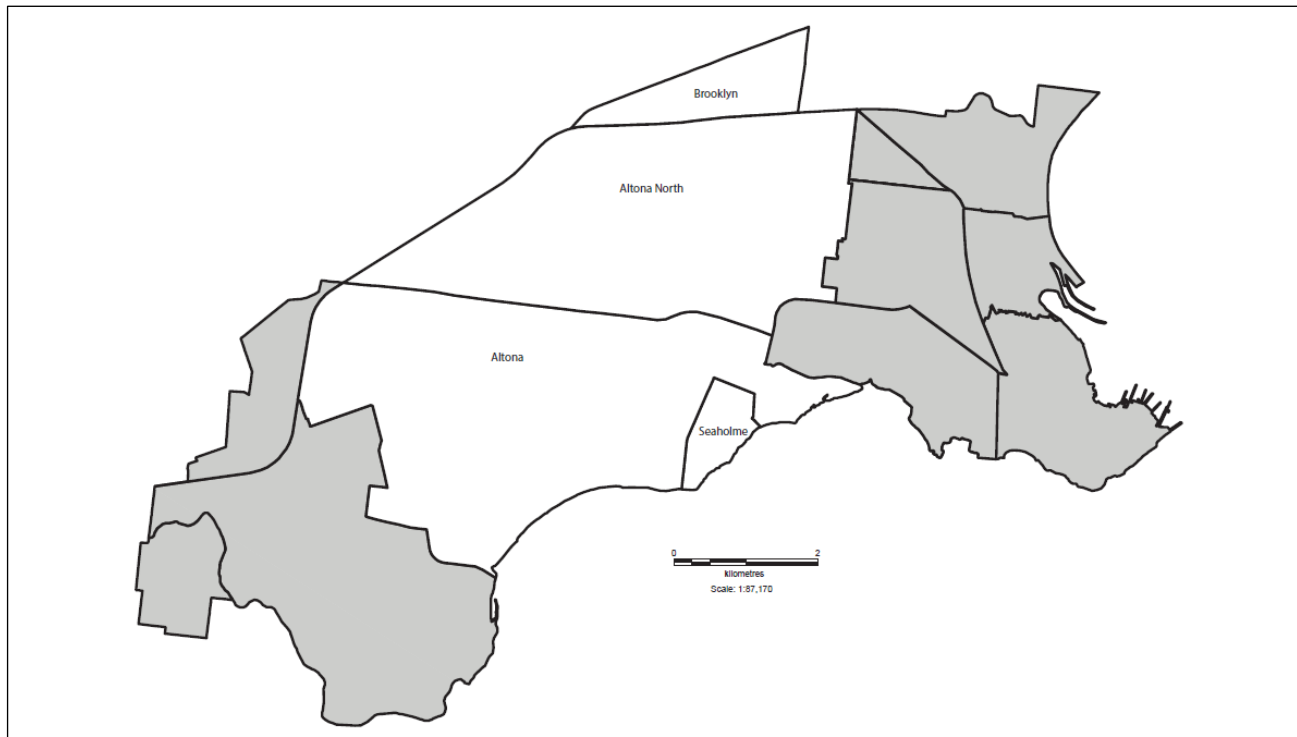 Brooklyn
Altona North
Altona
Seaholme
0 2
kilometres
Scale: 1:87,170